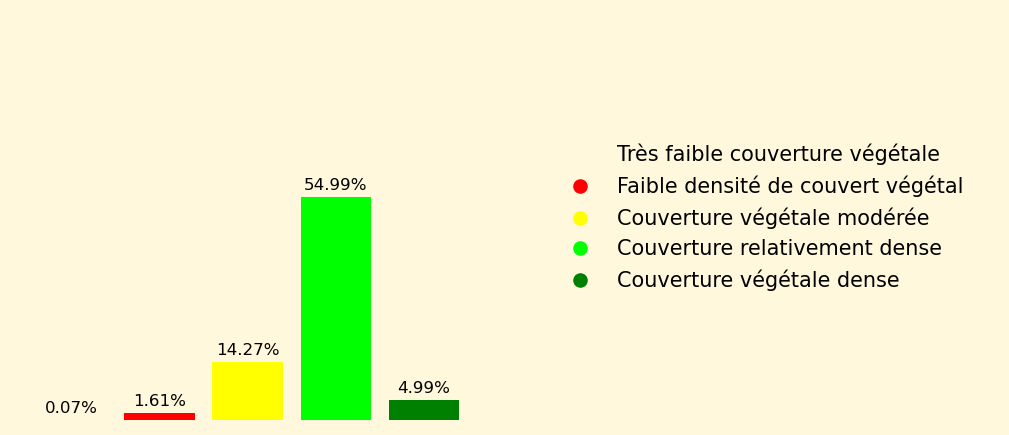 54.99%
14.27%
4.99%
1.61%
0.07%
Très faible couverture végétale
Faible densité de couvert végétal
Couverture végétale modérée
Couverture relativement dense
Couverture végétale dense